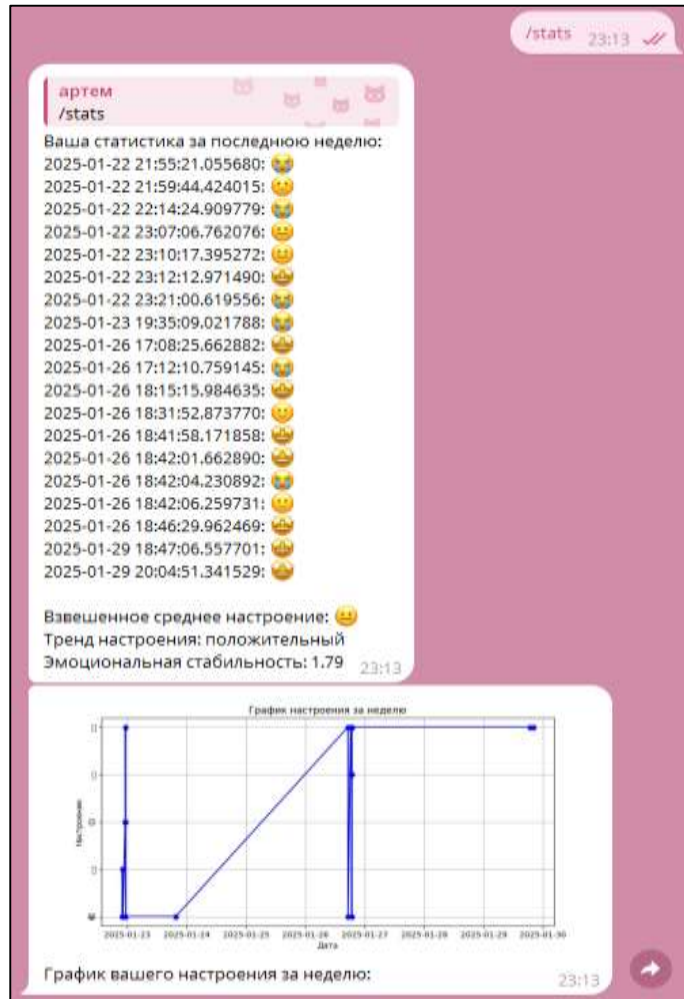 /stats 23:13
артем
/stats
Ваша статистика за последнюю неделю:
2025-01-22 21:55:21.055680: 😭
2025-01-22 21:59:44.424015: 🙁
2025-01-22 22:14:24.909779: 😭
2025-01-22 23:07:06.762076: 😐
2025-01-22 23:10:17.395272: 😐
2025-01-22 23:12:12.971490: 🤩
2025-01-22 23:21:00.619556: 😭
2025-01-23 19:35:09.021788: 😭
2025-01-26 17:08:25.662882: 🤩
2025-01-26 17:12:10.759145: 😭
2025-01-26 18:15:15.984635: 🤩
2025-01-26 18:31:52.873770: 🙂
2025-01-26 18:41:58.171858: 🤩
2025-01-26 18:42:01.662890: 🤩
2025-01-26 18:42:04.230892: 😭
2025-01-26 18:42:06.259731: 🙂
2025-01-26 18:46:29.962469: 🤩
2025-01-29 18:47:06.557701: 🤩
2025-01-29 20:04:51.341529: 🤩
Взвешенное среднее настроение: 😐
Тренд настроения: положительный
Эмоциональная стабильность: 1.79 23:13
График настроения за неделю
Настроение
2025-01-23 2025-01-24 2025-01-25 2025-01-26 2025-01-27 2025-01-28 2025-01-29 2025-01-30
Дата
График вашего настроения за неделю: 23:13